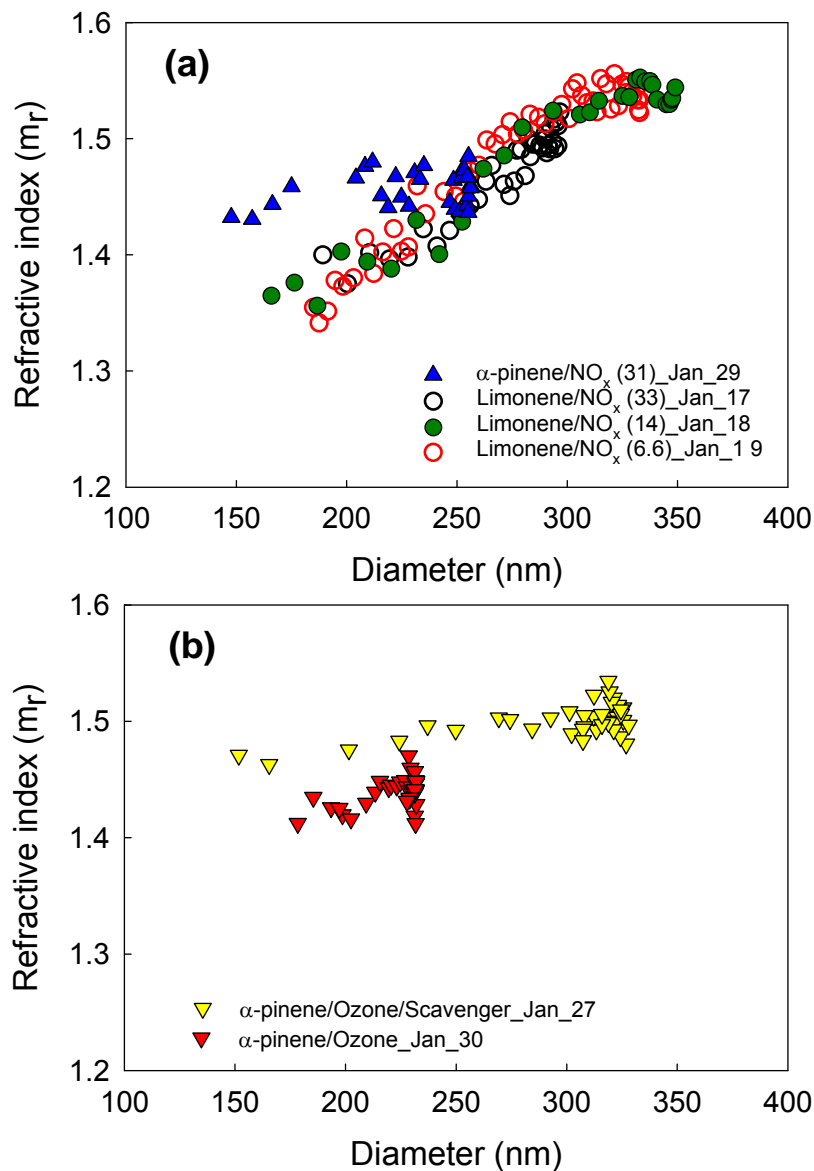 1.6
(a)
1.5
1.4
1.3
1.2
Refractive index (mr)
α-pinene/NOx (31)_Jan_29
Limonene/NOx (33)_Jan_17
Limonene/NOx (14)_Jan_18
Limonene/NOx (6.6)_Jan_1 9
100 150 200 250 300 350 400
Diameter (nm)
1.6
(b)
1.5
1.4
1.3
1.2
Refractive index (mr)
α-pinene/Ozone/Scavenger_Jan_27
α-pinene/Ozone_Jan_30
100 150 200 250 300 350 400
Diameter (nm)